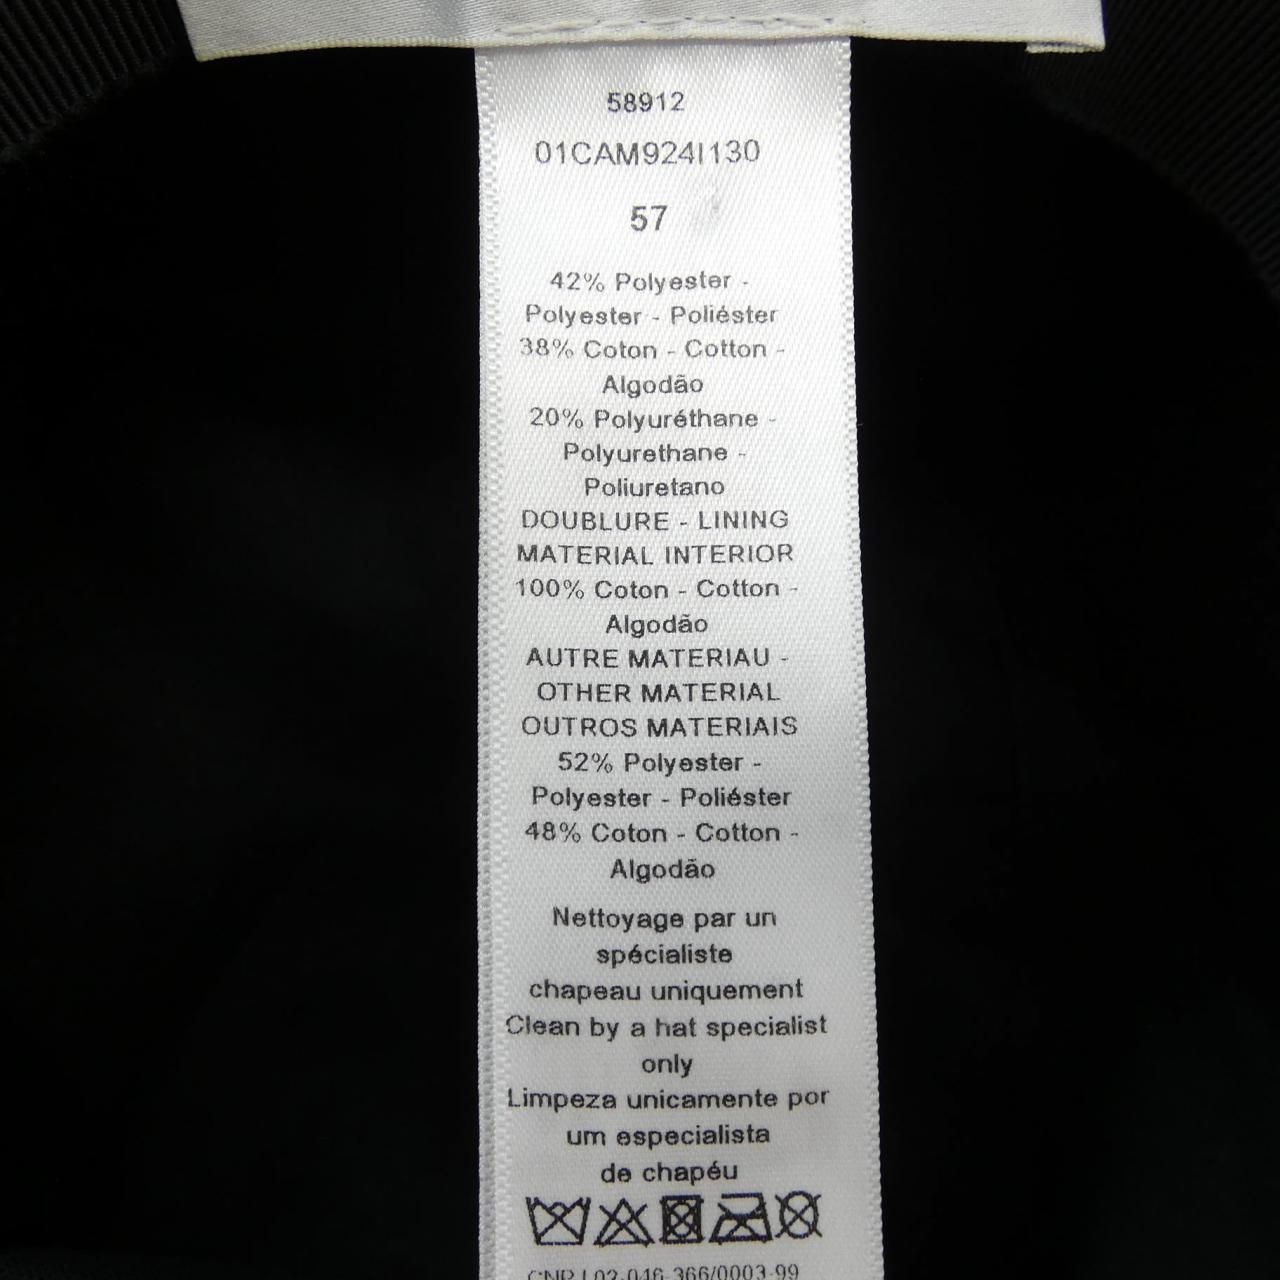 58912
01CAM924I130
57
42% Polyester -
Polyester - Poliéster
38% Coton - Cotton -
Algodão
20% Polyuréthane -
Polyurethane -
Poliuretano
DOUBLURE - LINING
MATERIAL INTERIOR
100% Coton - Cotton -
Algodão
AUTRE MATERIAU -
OTHER MATERIAL
OUTROS MATERIAIS
52% Polyester -
Polyester - Poliéster
48% Coton - Cotton -
Algodão
Nettoyage par un
spécialiste
chapeau uniquement
Clean by a hat specialist
only
Limpeza unicamente por
um especialista
de chapéu